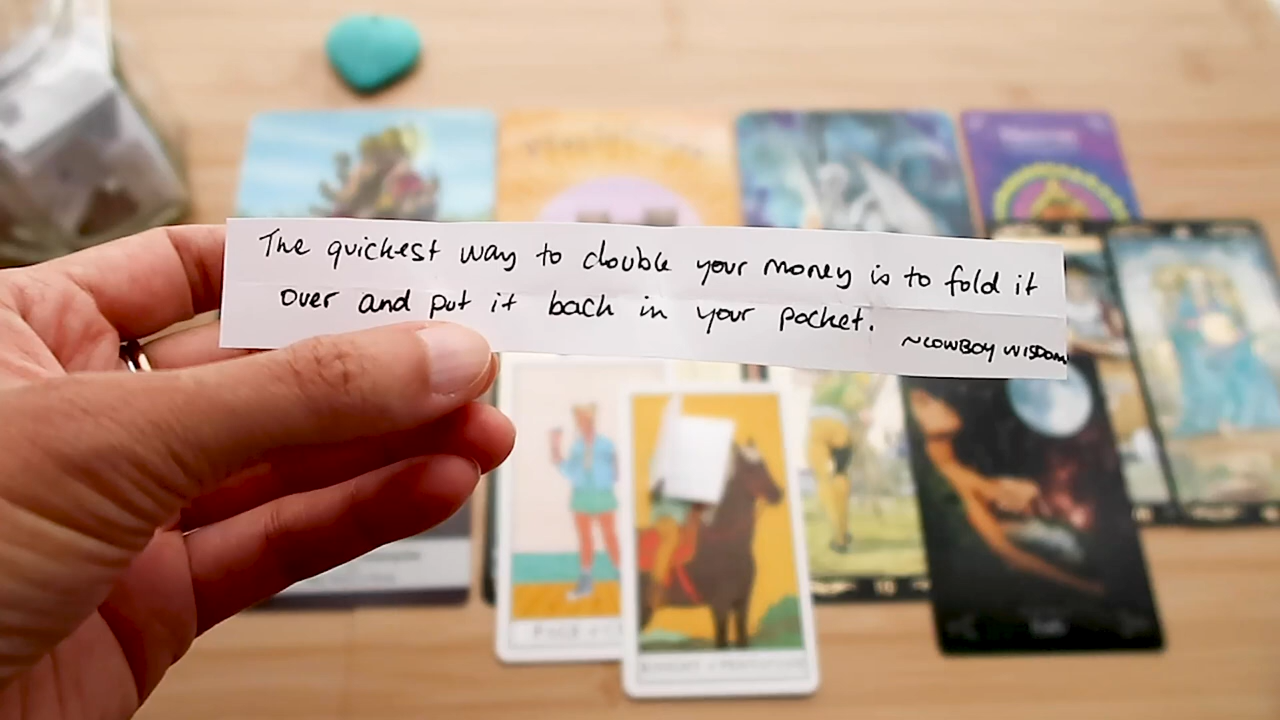 The quickest way to double your money is to fold it
over and put it back in your pocket.
~COWBOY WISDOM